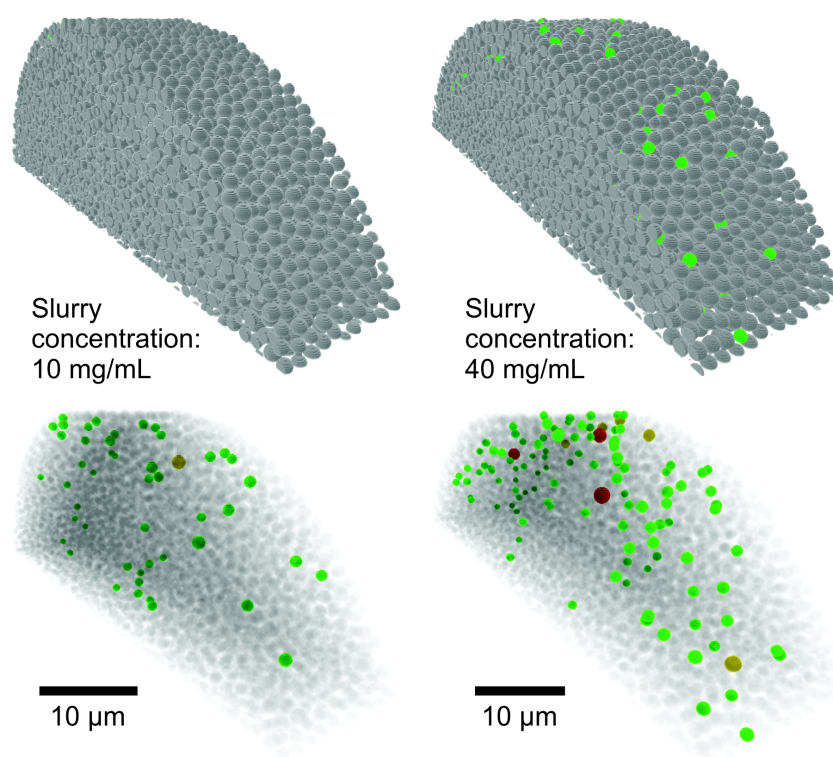 Slurry
concentration:
10 mg/mL
Slurry
concentration:
40 mg/mL
10 µm
10 µm